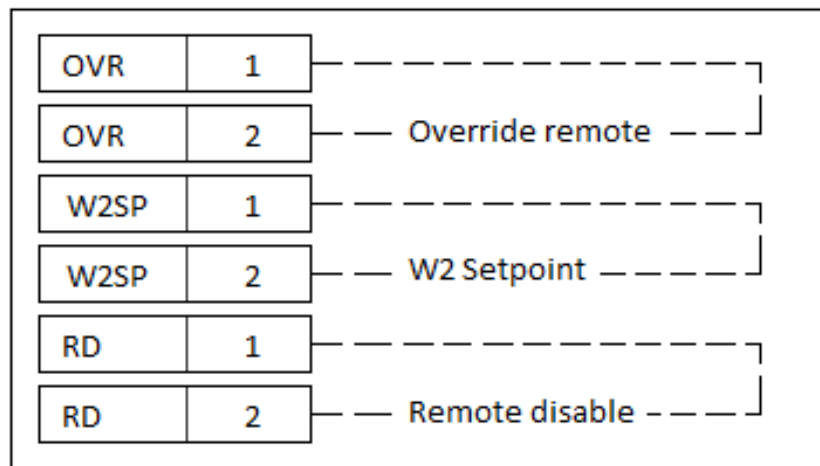 OVR 1
OVR 2 Override remote
W2SP 1
W2SP 2 W2 Setpoint
RD 1
RD 2 Remote disable